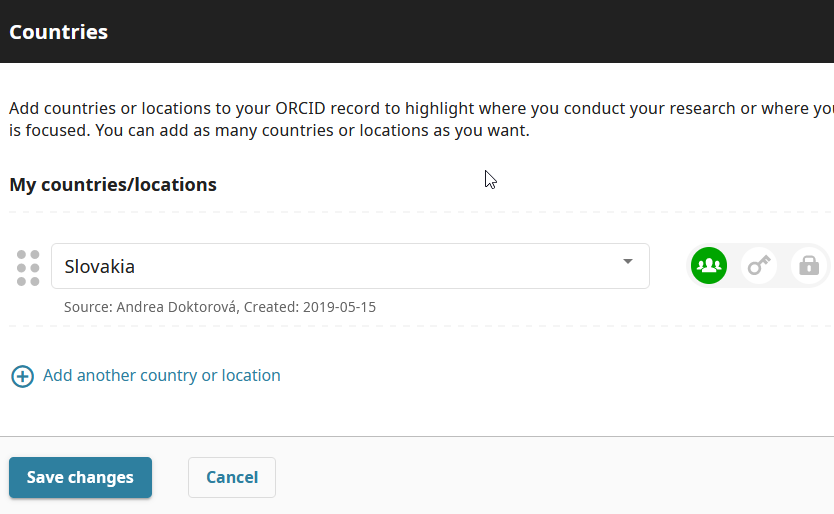 Countries
Add countries or locations to your ORCID record to highlight where you conduct your research or where
is focused. You can add as many countries or locations as you want.
My countries/locations
Slovakia
Source: Andrea Doktorová, Created: 2019-05-15
Add another country or location
Save changes
Cancel